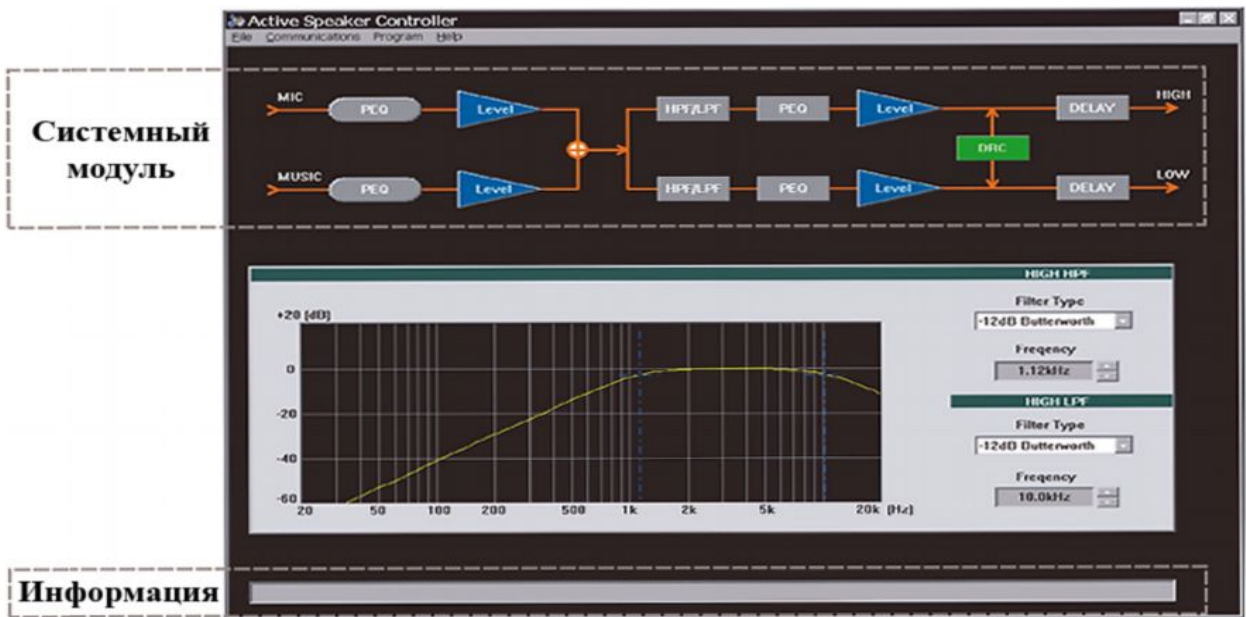 Active Speaker Controller
File Communications Program Help
Системный
модуль
MIC
PEQ Level HPF/LPF PEQ Level DELAY HIGH
DRC
MUSIC
PEQ Level HPF/LPF PEQ Level DELAY LOW
HIGH HPF
Filter Type
-12dB Butterworth
Freqency
1.12kHz
HIGH LPF
Filter Type
-12dB Butterworth
Freqency
10.0kHz
+20 [dB]
0
-20
-40
-60
20 50 100 200 500 1k 2k 5k 20k [Hz]
Информация